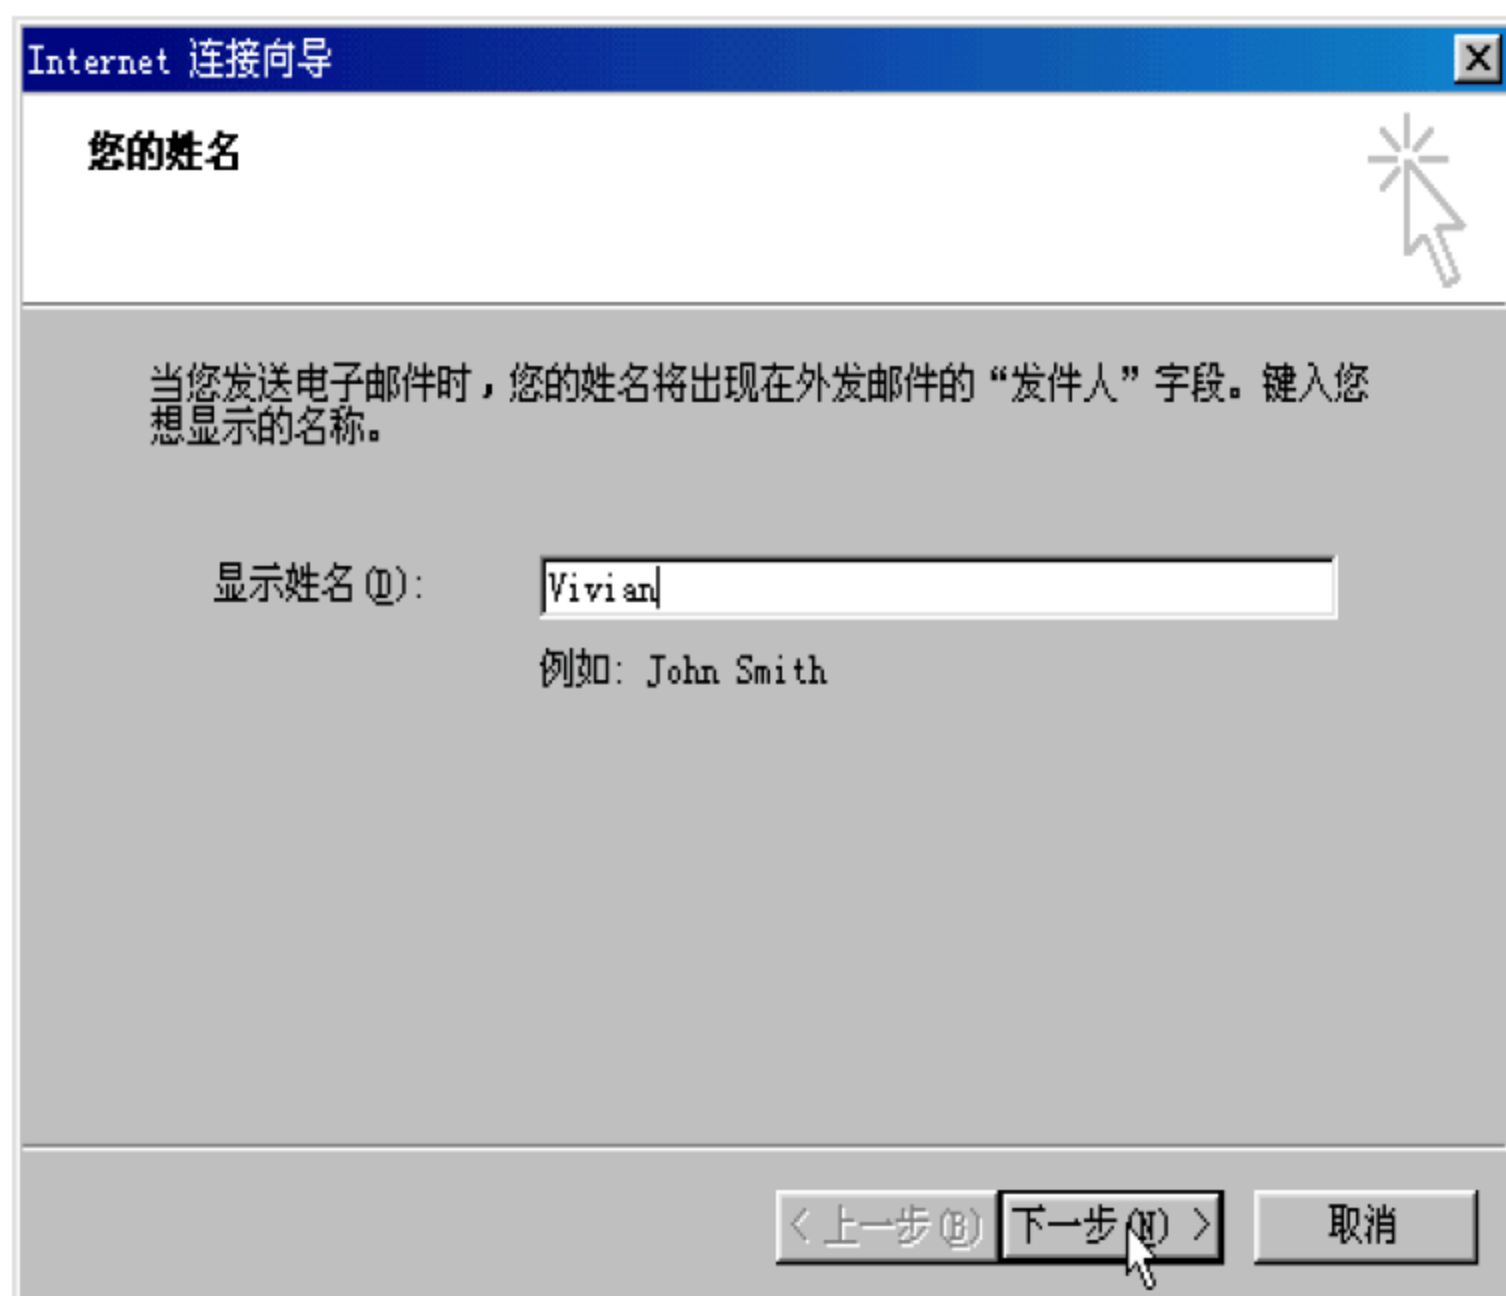 Internet 连接向导
您的姓名
当您发送电子邮件时，您的姓名将出现在外发邮件的“发件人”字段。键入您
想显示的名称。
显示姓名(D): Vivian
例如: John Smith
< 上一步(B) 下一步(N) > 取消